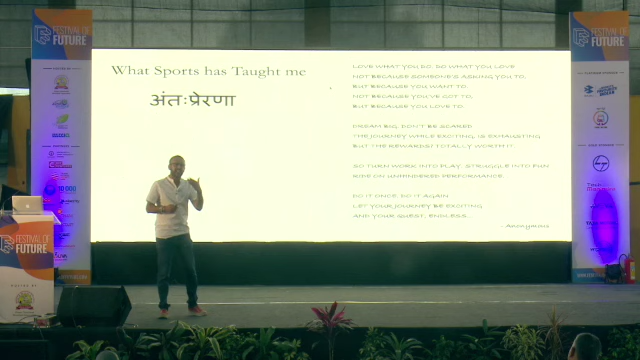 FESTIVAL OF
FUTURE
What Sports has Taught me
अंतःप्रेरणा
LOVE WHAT YOU DO, DO WHAT YOU LOVE
NOT BECAUSE SOMEONE'S ASKING YOU TO,
BUT BECAUSE YOU WANT TO.
NOT BECAUSE YOU'VE GOT TO,
BUT BECAUSE YOU LOVE TO.
DREAM BIG, DON'T BE SCARED
THE JOURNEY WHILE EXCITING, IS EXHAUSTING
BUT THE REWARDS? TOTALLY WORTH IT.
SO TURN WORK INTO PLAY, STRUGGLE INTO FUN
RIDE ON UNHINDERED PERFORMANCE.
DO IT ONCE, DO IT AGAIN
LET YOUR JOURNEY BE EXCITING
AND YOUR QUEST, ENDLESS.
- Anonymous
FESTIVAL OF
FUTURE
FESTIVAL OF
FUTURE